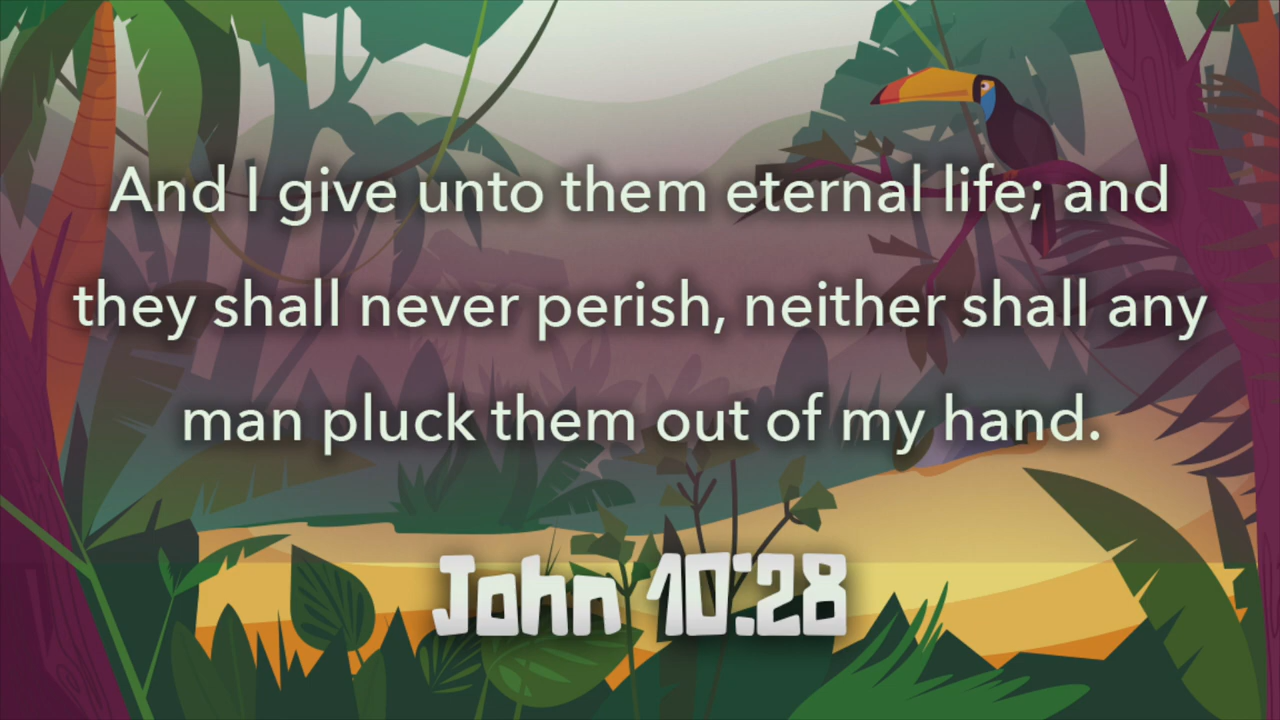 And I give unto them eternal life; and
they shall never perish, neither shall any
man pluck them out of my hand.
John 10:28